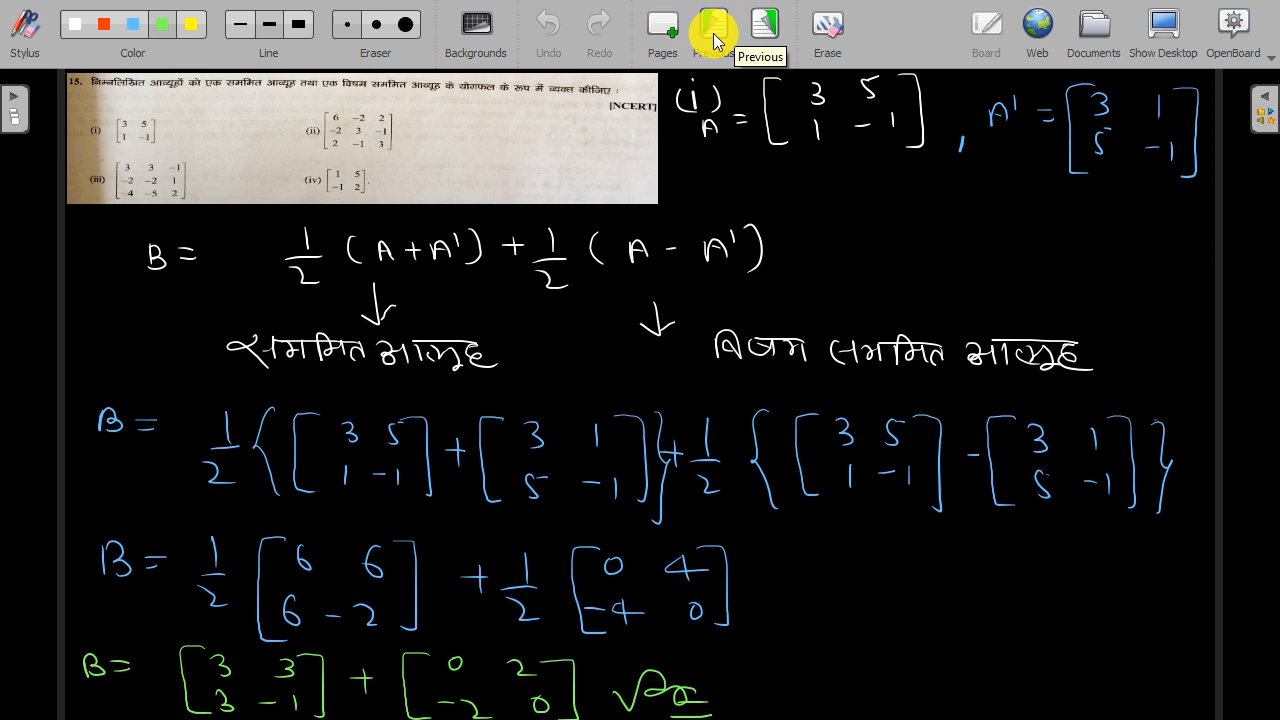 Stylus Color Line Eraser Backgrounds Undo Redo Pages Previous Erase Board Web Documents Show Desktop OpenBoard
Previous
15. निम्नलिखित आव्यूहों को एक सममित आव्यूह तथा एक विषम सममित आव्यूह के योगफल के रूप में व्यक्त कीजिए :
[NCERT]
(i) [3 5
1 -1]
(ii) [6 -2 2
-2 3 -1
2 -1 3]
(iii) [3 3 -1
-2 -2 1
-4 -5 2]
(iv) [1 5
-1 2].
(i) A = [3 5
1 -1] , A' = [3 1
5 -1]
B = 1/2 (A + A') + 1/2 (A - A')
सममित आव्यूह विषम सममित आव्यूह
B = 1/2 {[3 5
1 -1] + [3 1
5 -1]} + 1/2 {[3 5
1 -1] - [3 1
5 -1]}
B = 1/2 [6 6
6 -2] + 1/2 [0 4
-4 0]
B = [3 3
3 -1] + [0 2
-2 0]